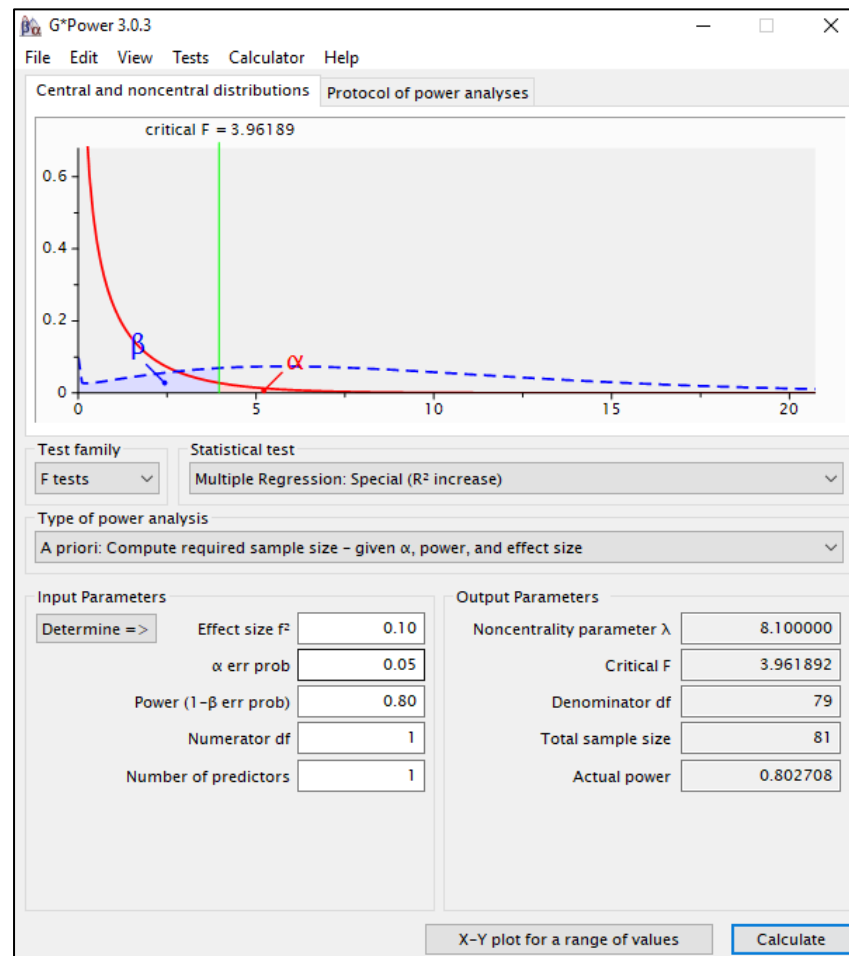 G*Power 3.0.3
File Edit View Tests Calculator Help
Central and noncentral distributions Protocol of power analyses
critical F = 3.96189
0.6
0.4
0.2
β
α
0
0 5 10 15 20
Test family Statistical test
F tests Multiple Regression: Special (R² increase)
Type of power analysis
A priori: Compute required sample size – given α, power, and effect size
Input Parameters Output Parameters
Determine => Effect size f² 0.10 Noncentrality parameter λ 8.100000
α err prob 0.05 Critical F 3.961892
Power (1–β err prob) 0.80 Denominator df 79
Numerator df 1 Total sample size 81
Number of predictors 1 Actual power 0.802708
X-Y plot for a range of values Calculate